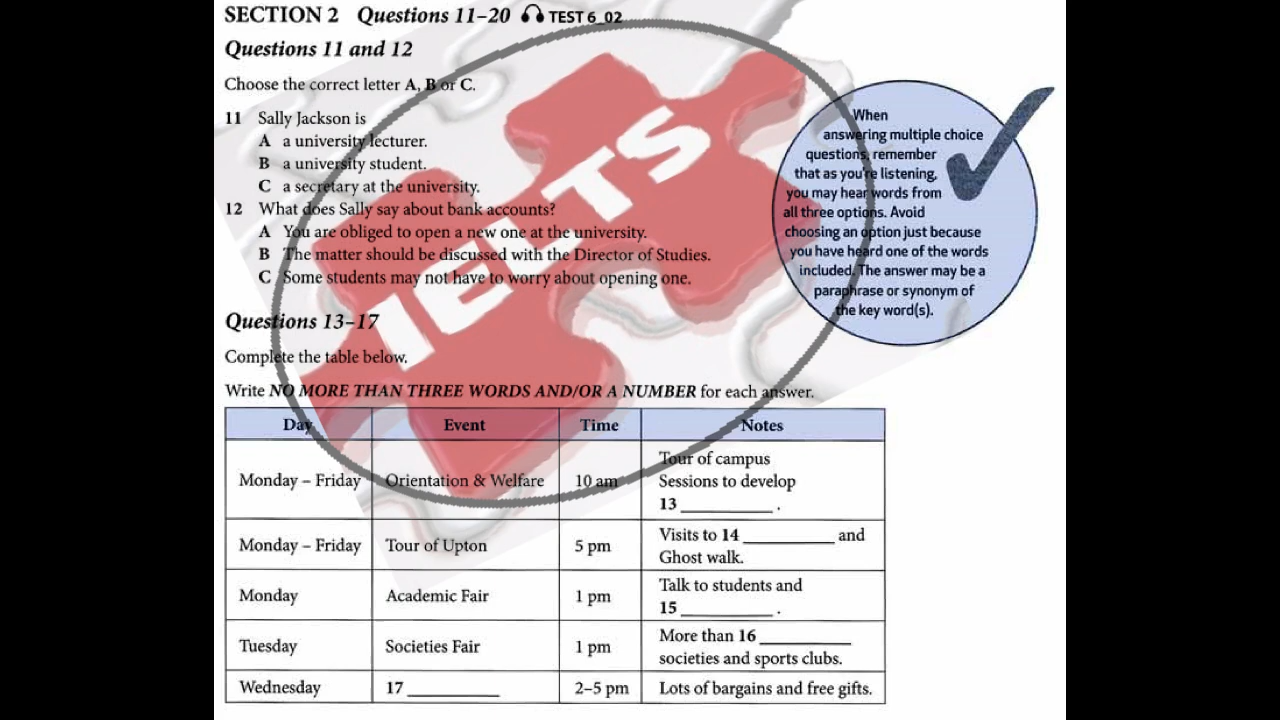 SECTION 2 Questions 11–20 TEST 6_02
Questions 11 and 12
Choose the correct letter A, B or C.
11 Sally Jackson is
A a university lecturer.
B a university student.
C a secretary at the university.
12 What does Sally say about bank accounts?
A You are obliged to open a new one at the university.
B The matter should be discussed with the Director of Studies.
C Some students may not have to worry about opening one.
When
answering multiple choice
questions, remember
that as you're listening,
you may hear words from
all three options. Avoid
choosing an option just because
you have heard one of the words
included. The answer may be a
paraphrase or synonym of
the key word(s).
IELTS
Questions 13–17
Complete the table below.
Write NO MORE THAN THREE WORDS AND/OR A NUMBER for each answer.
Day Event Time Notes
Monday – Friday Orientation & Welfare 10 am Tour of campus
Sessions to develop
13 __________ .
Monday – Friday Tour of Upton 5 pm Visits to 14 __________ and
Ghost walk.
Monday Academic Fair 1 pm Talk to students and
15 __________ .
Tuesday Societies Fair 1 pm More than 16 __________
societies and sports clubs.
Wednesday 17 __________ 2–5 pm Lots of bargains and free gifts.